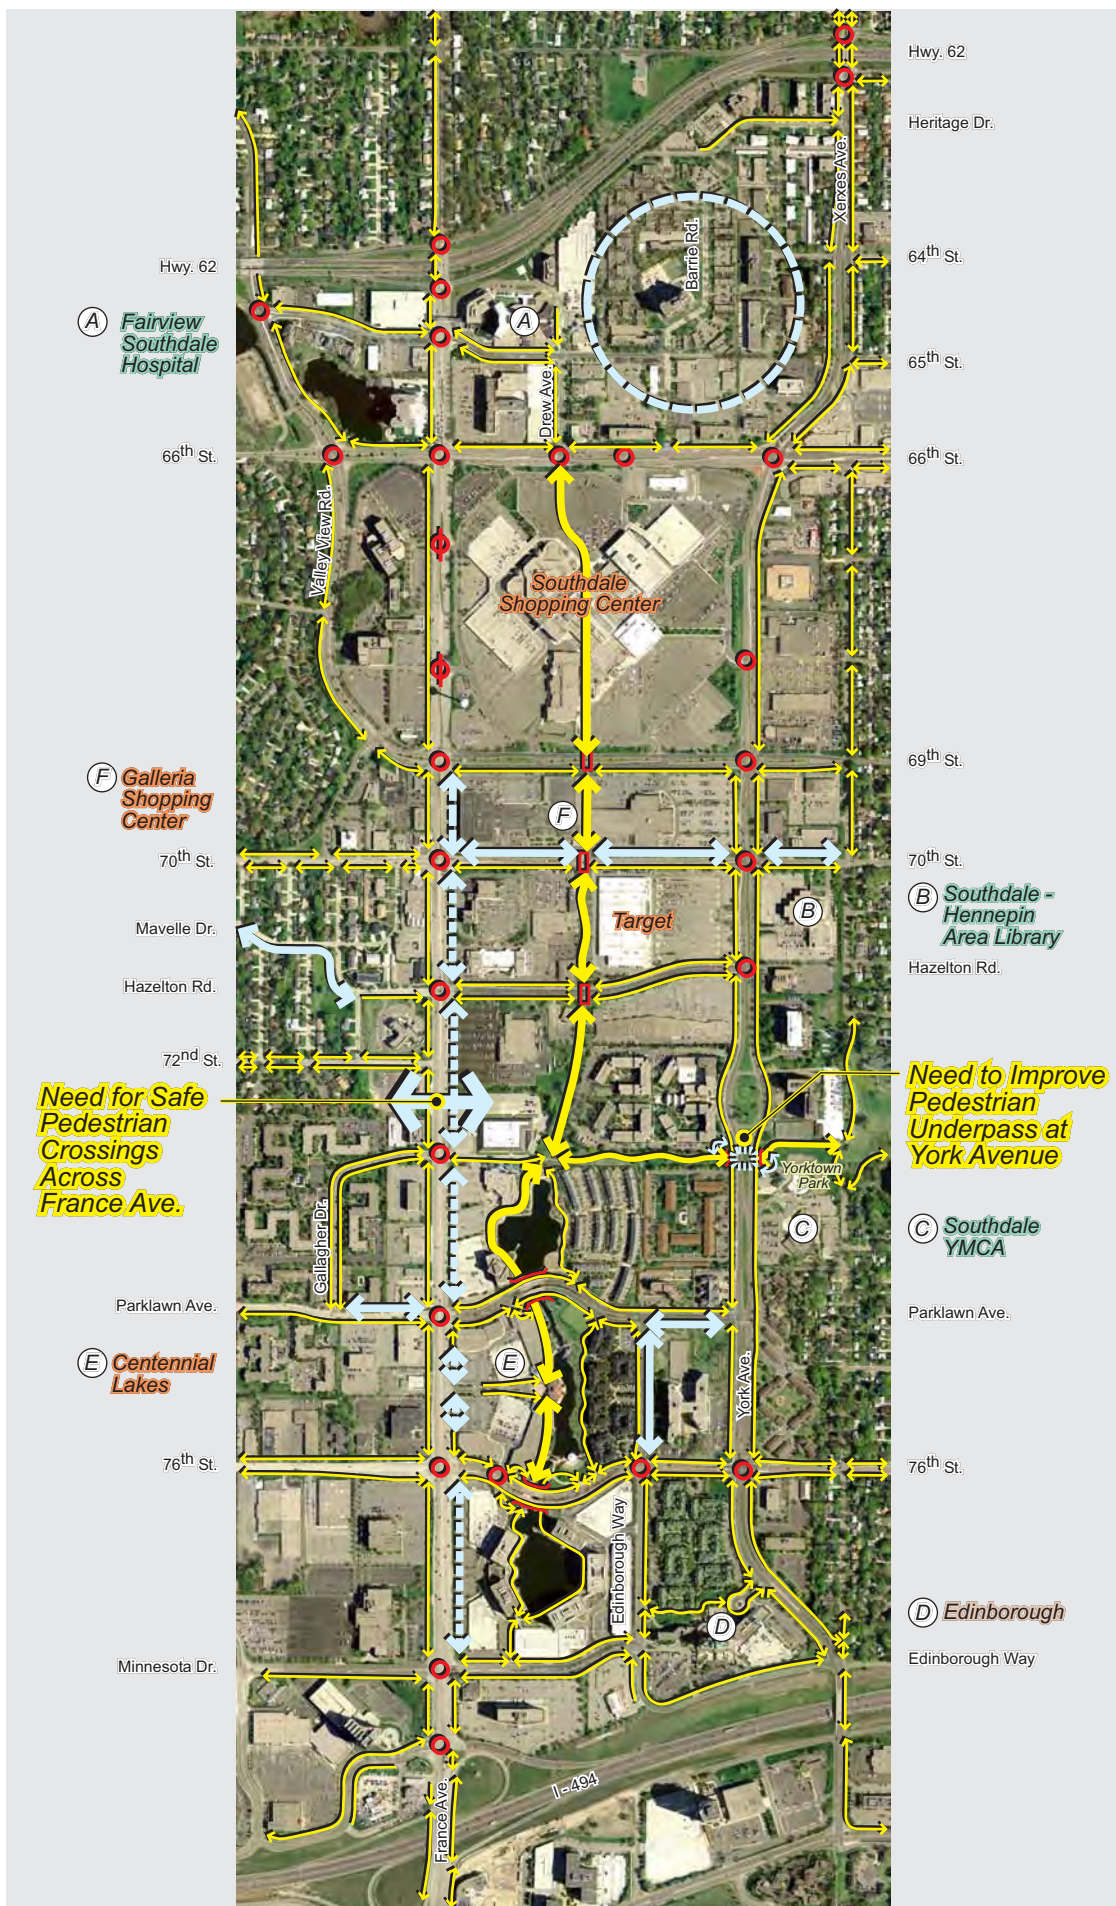 Hwy. 62
Heritage Dr.
Xerxes Ave.
Barrie Rd.
64th St.
Hwy. 62
A Fairview
Southdale
Hospital
A
65th St.
Drew Ave.
66th St.
66th St.
Valley View Rd.
Southdale
Shopping Center
69th St.
F Galleria
Shopping
Center
F
70th St.
70th St.
B Southdale -
Hennepin
Area Library
B
Target
Mavelle Dr.
Hazelton Rd.
Hazelton Rd.
72nd St.
Need for Safe
Pedestrian
Crossings
Across
France Ave.
Need to Improve
Pedestrian
Underpass at
York Avenue
Yorktown
Park
Gallagher Dr.
C
C Southdale
YMCA
Parklawn Ave.
Parklawn Ave.
E Centennial
Lakes
E
York Ave.
76th St.
76th St.
Edinborough Way
D
D Edinborough
Minnesota Dr.
Edinborough Way
I - 494
France Ave.